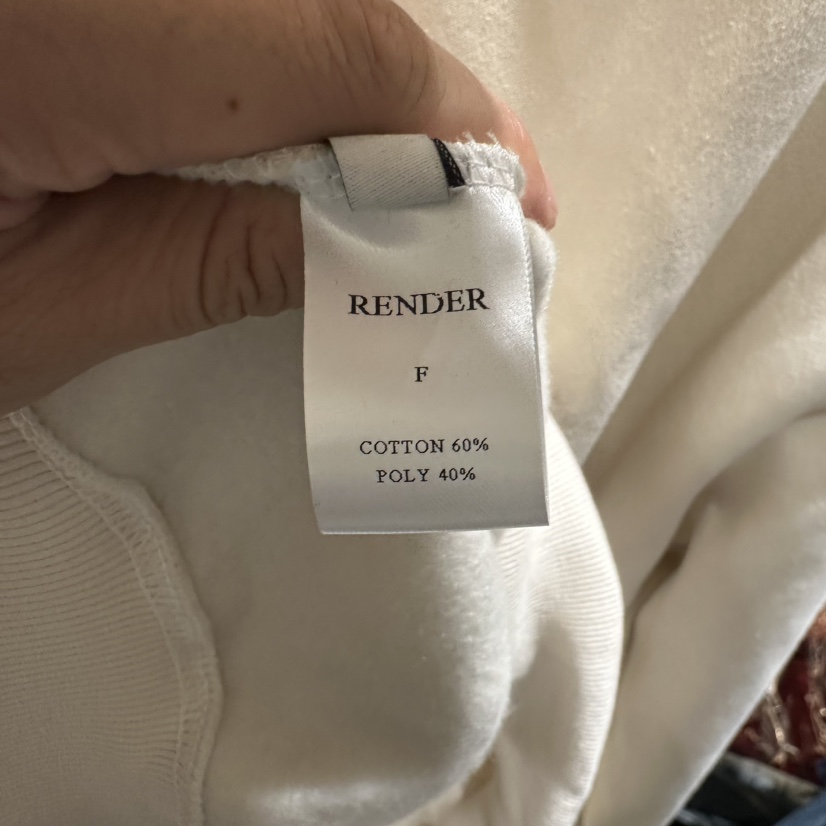 RENDER
F
COTTON 60%
POLY 40%